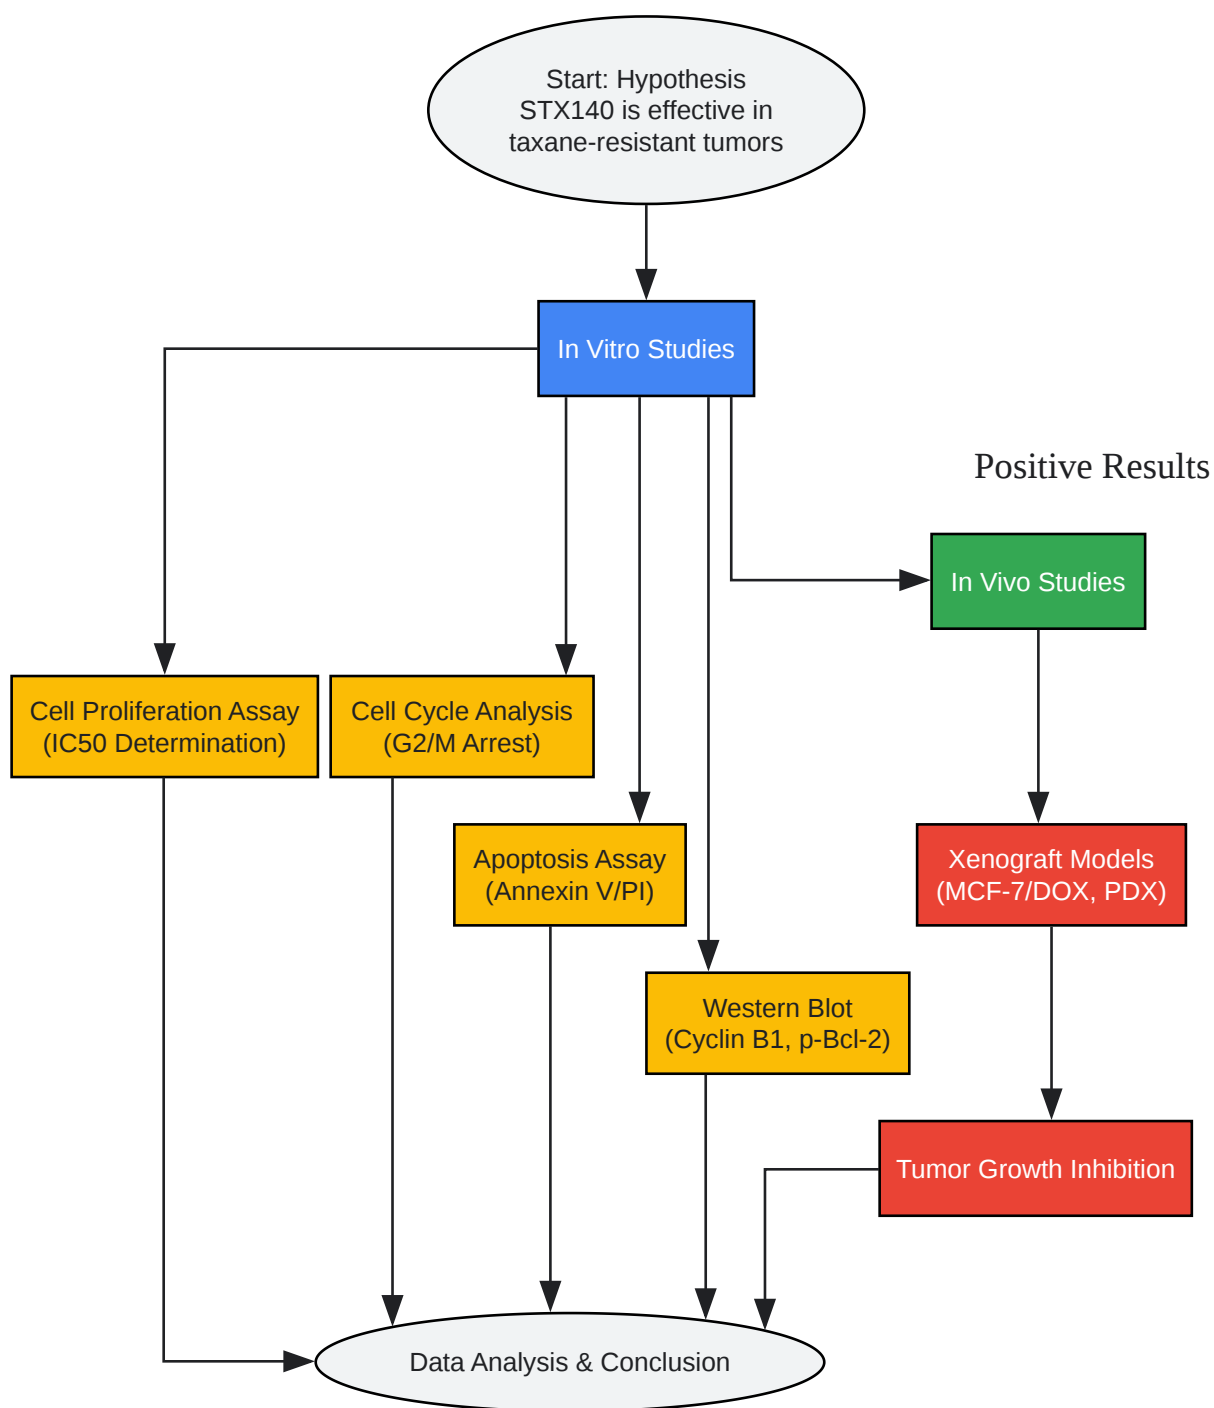 Start: Hypothesis
STX140 is effective in
taxane-resistant tumors
In Vitro Studies
Positive Results
In Vivo Studies
Cell Proliferation Assay
(IC50 Determination)
Cell Cycle Analysis
(G2/M Arrest)
Apoptosis Assay
(Annexin V/PI)
Xenograft Models
(MCF-7/DOX, PDX)
Western Blot
(Cyclin B1, p-Bcl-2)
Tumor Growth Inhibition
Data Analysis & Conclusion